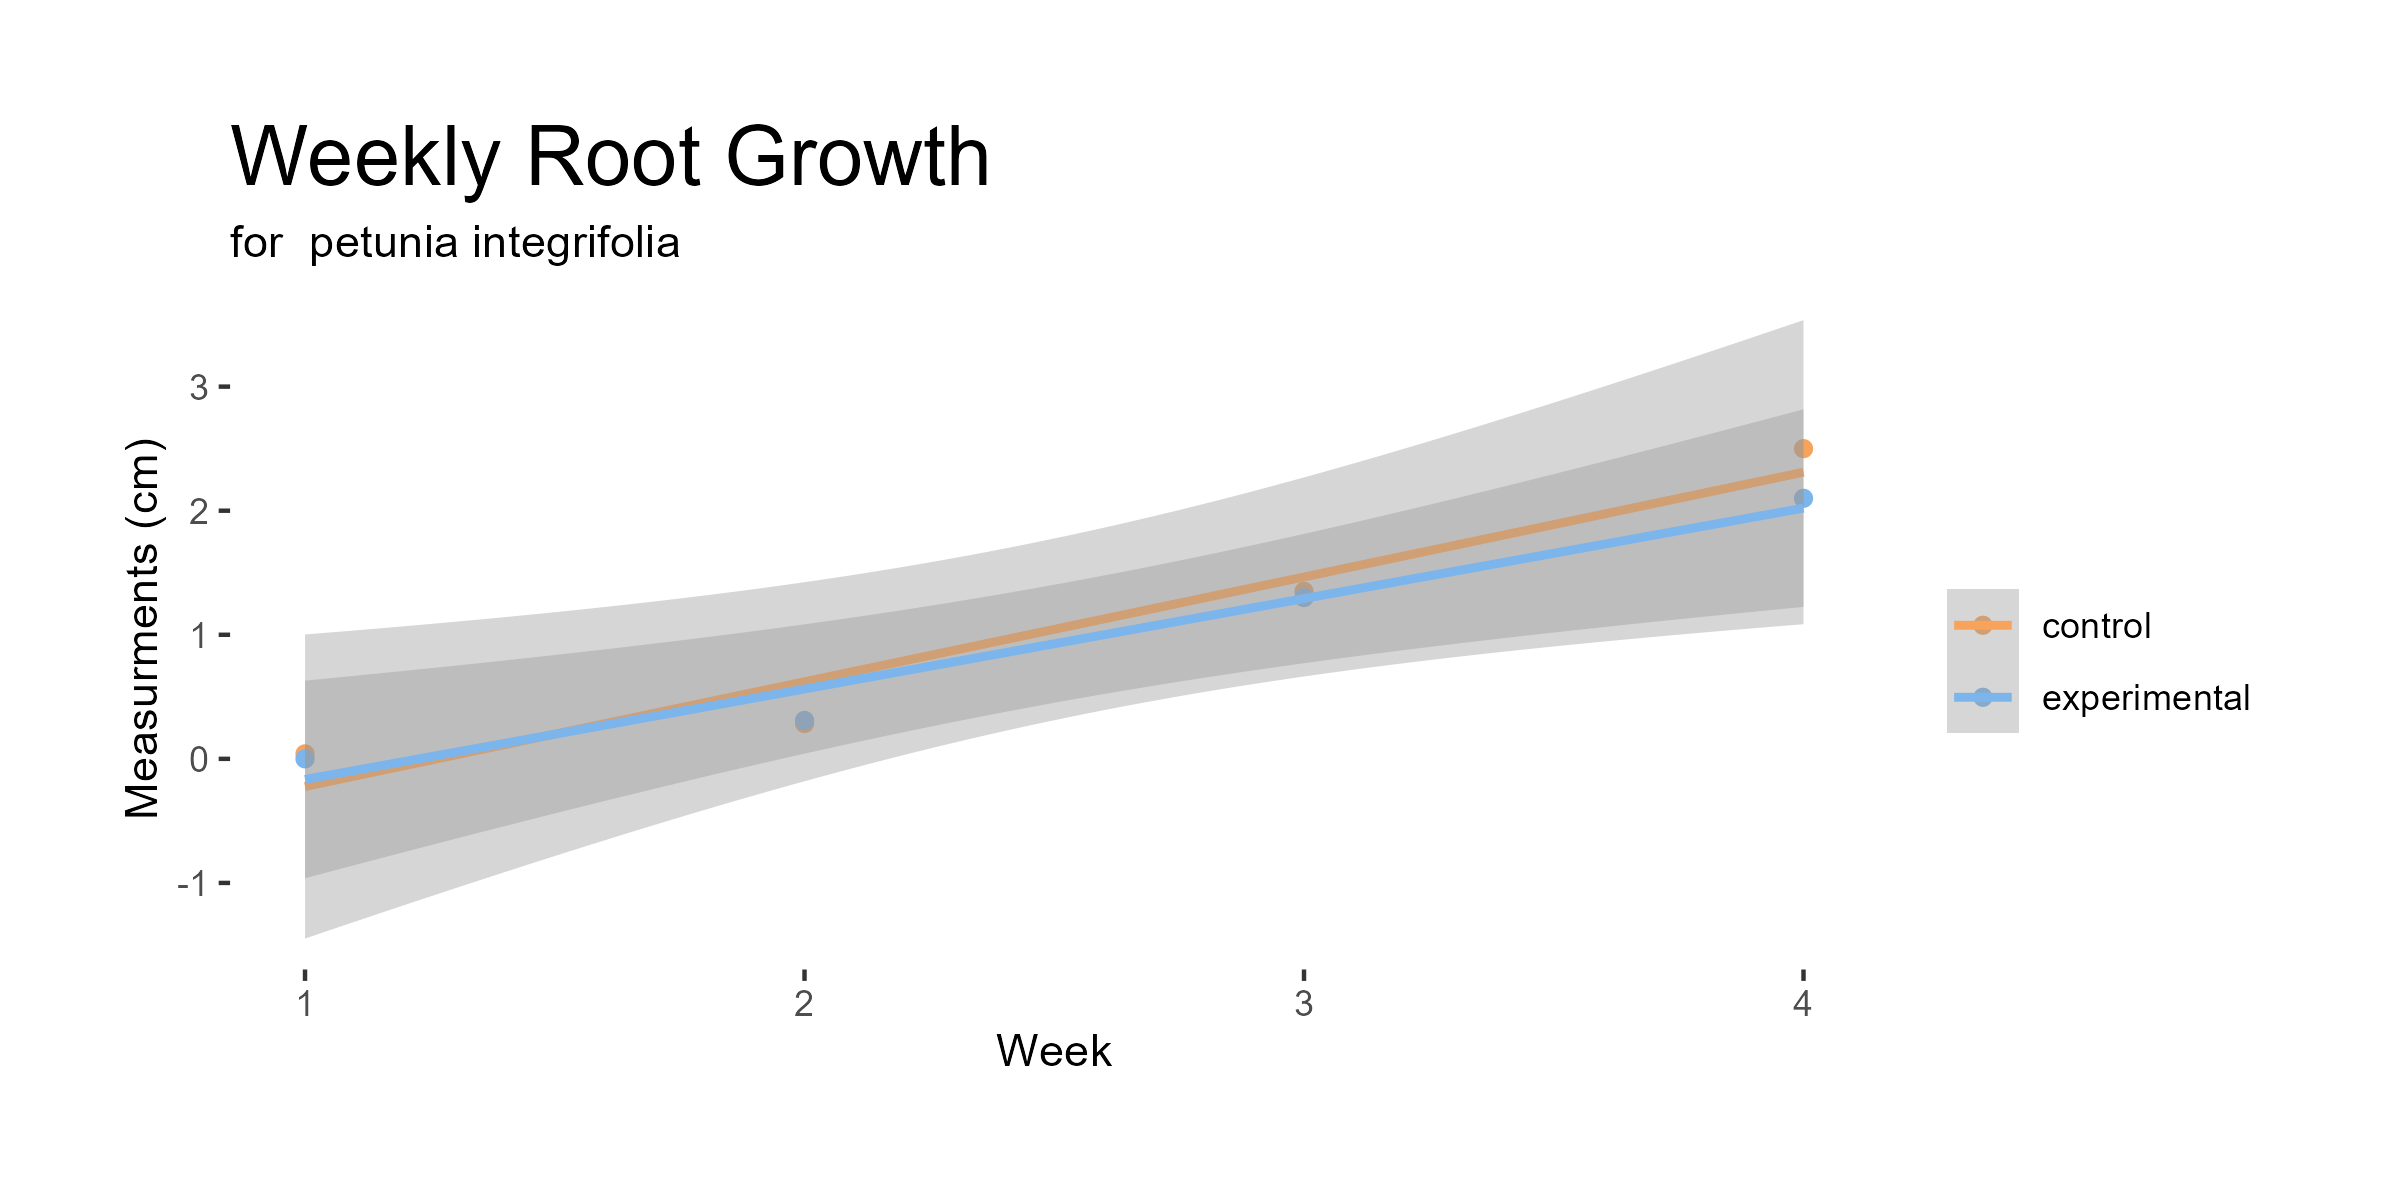 Weekly Root Growth
for  petunia integrifolia
Measurments (cm)
3
2
1
0
-1
1
2
3
4
Week
control
experimental